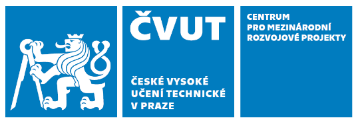 ČVUT
ČESKÉ VYSOKÉ
UČENÍ TECHNICKÉ
V PRAZE
CENTRUM
PRO MEZINÁRODNÍ
ROZVOJOVÉ PROJEKTY